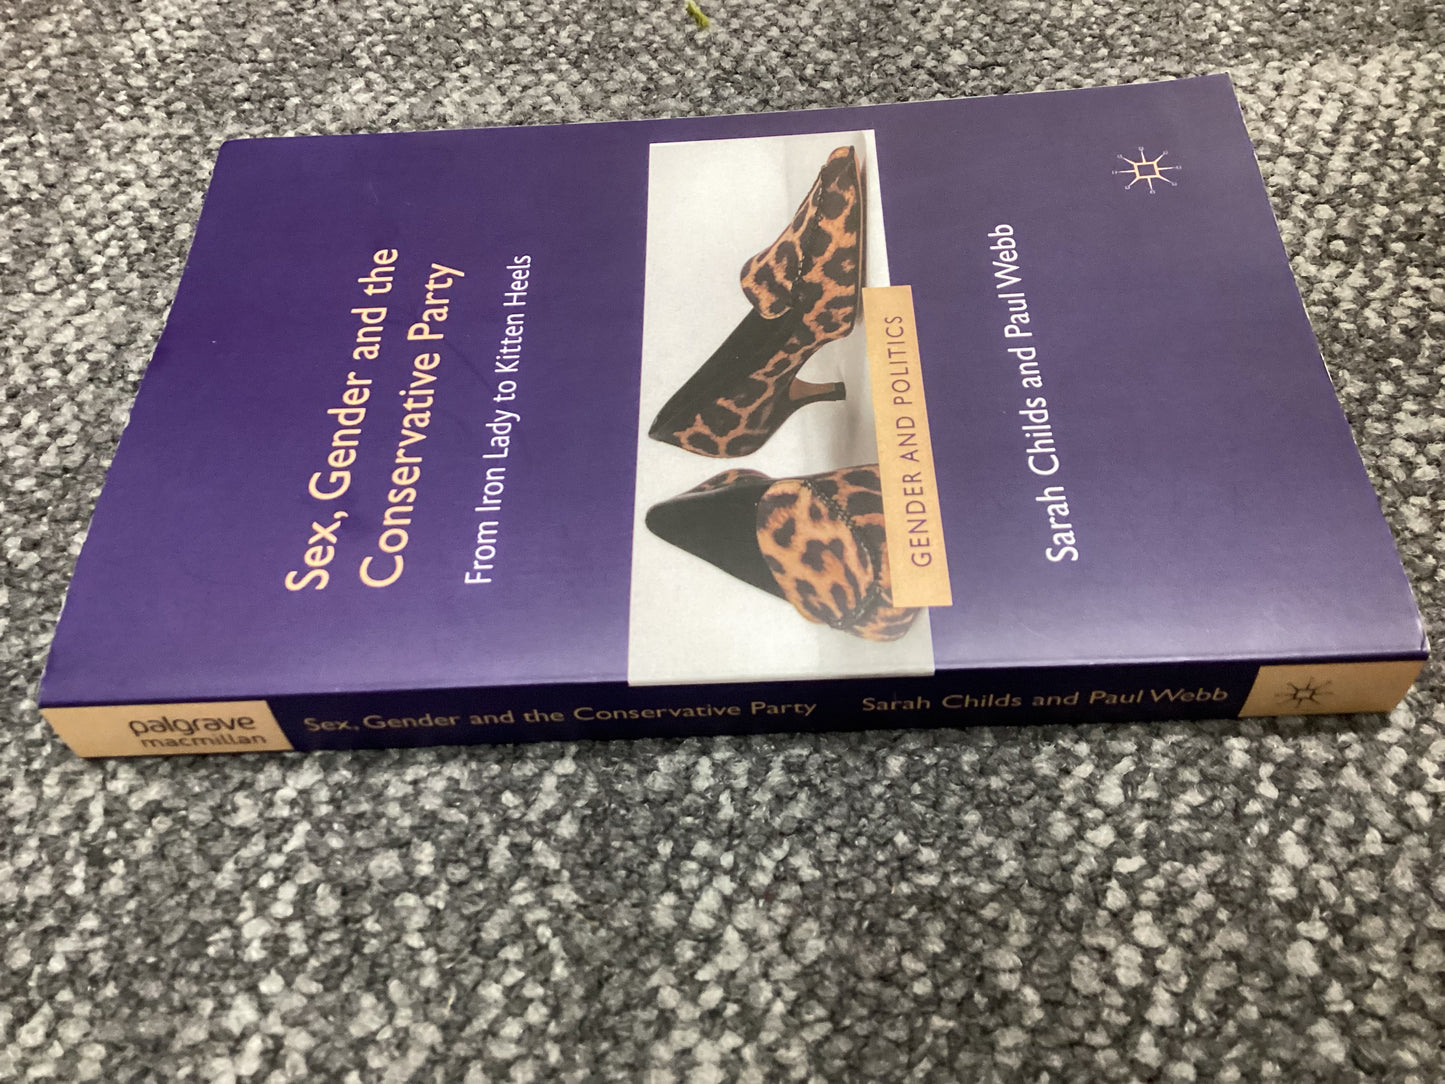 Sex, Gender and the
Conservative Party
From Iron Lady to Kitten Heels
GENDER AND POLITICS
Sarah Childs and Paul Webb
palgrave
macmillan
Sex, Gender and the Conservative Party
Sarah Childs and Paul Webb